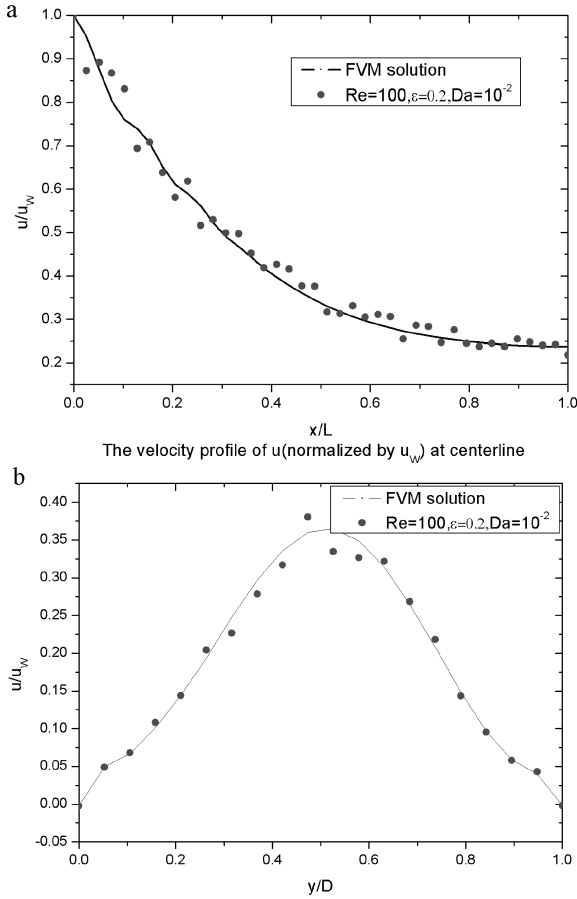 a
1.0
0.9
0.8
0.7
0.6
0.5
0.4
0.3
0.2
u/u_W
FVM solution
Re=100,ε=0.2,Da=10^-2
0.0 0.2 0.4 0.6 0.8 1.0
x/L
The velocity profile of u(normalized by u_W) at centerline
b
0.40
0.35
0.30
0.25
0.20
0.15
0.10
0.05
0.00
-0.05
u/u_W
FVM solution
Re=100,ε=0.2,Da=10^-2
0.0 0.2 0.4 0.6 0.8 1.0
y/D